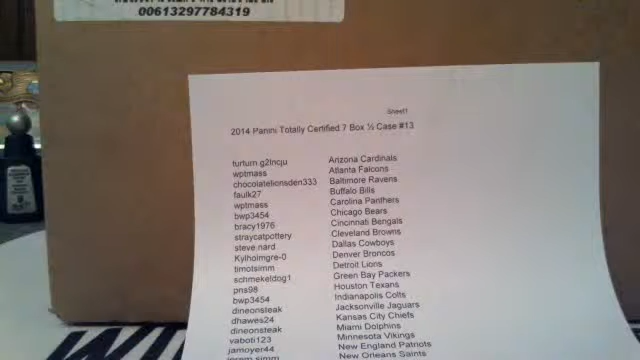 00613297784319
Sheet1
2014 Panini Totally Certified 7 Box ½ Case #13
turturn.g2lncju Arizona Cardinals
wptmass Atlanta Falcons
chocolatelionsden333 Baltimore Ravens
faulk27 Buffalo Bills
wptmass Carolina Panthers
bwp3454 Chicago Bears
bracy1976 Cincinnati Bengals
straycatpottery Cleveland Browns
steve.nard Dallas Cowboys
Kylholmgre-0 Denver Broncos
timotsimm Detroit Lions
schmekeldog1 Green Bay Packers
pns98 Houston Texans
bwp3454 Indianapolis Colts
dineonsteak Jacksonville Jaguars
dhawes24 Kansas City Chiefs
dineonsteak Miami Dolphins
vaboti123 Minnesota Vikings
jamoyer44 New England Patriots
New Orleans Saints